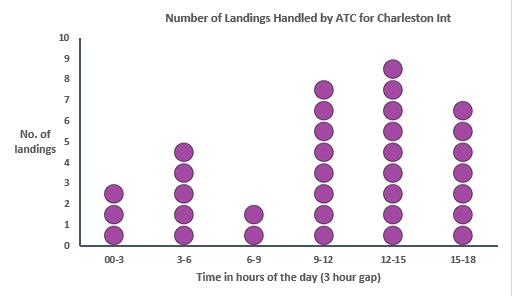 Number of Landings Handled by ATC for Charleston Int
10
9
8
7
6
5
4
3
2
1
0
No. of
landings
00-3 3-6 6-9 9-12 12-15 15-18
Time in hours of the day (3 hour gap)